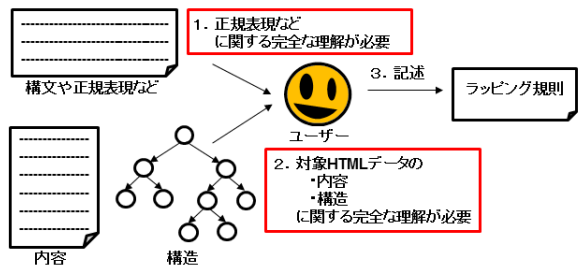 1. 正規表現など
に関する完全な理解が必要
構文や正規表現など
3. 記述
ラッピング規則
ユーザー
2. 対象HTMLデータの
・内容
・構造
に関する完全な理解が必要
内容
構造